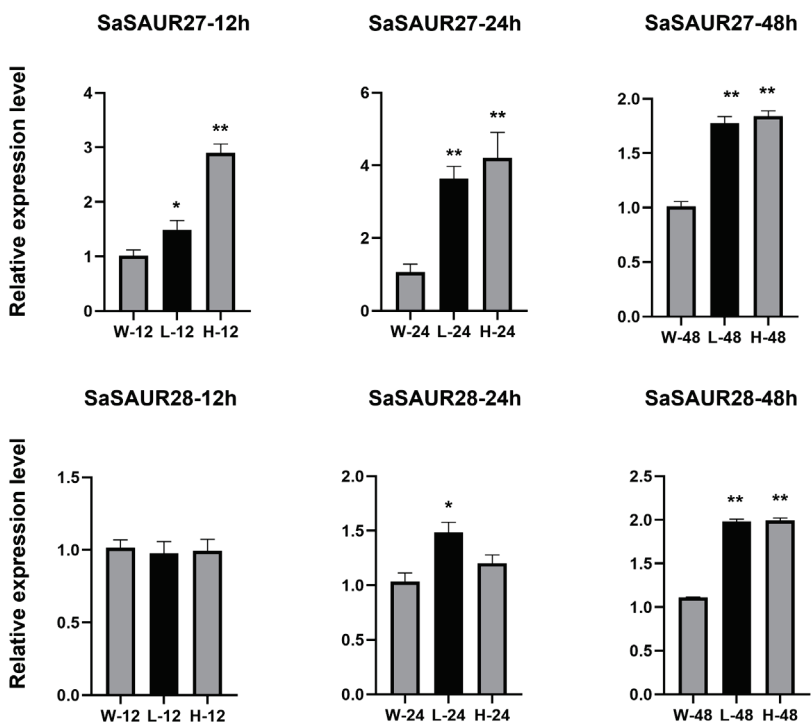 SaSAUR27-12h
SaSAUR27-24h
SaSAUR27-48h
Relative expression level
4
3
2
1
0
*
**
W-12 L-12 H-12
6
4
2
0
**
**
W-24 L-24 H-24
2.0
1.5
1.0
0.5
0.0
** **
W-48 L-48 H-48
SaSAUR28-12h
SaSAUR28-24h
SaSAUR28-48h
Relative expression level
1.5
1.0
0.5
0.0
W-12 L-12 H-12
2.0
1.5
1.0
0.5
0.0
*
W-24 L-24 H-24
2.5
2.0
1.5
1.0
0.5
0.0
** **
W-48 L-48 H-48